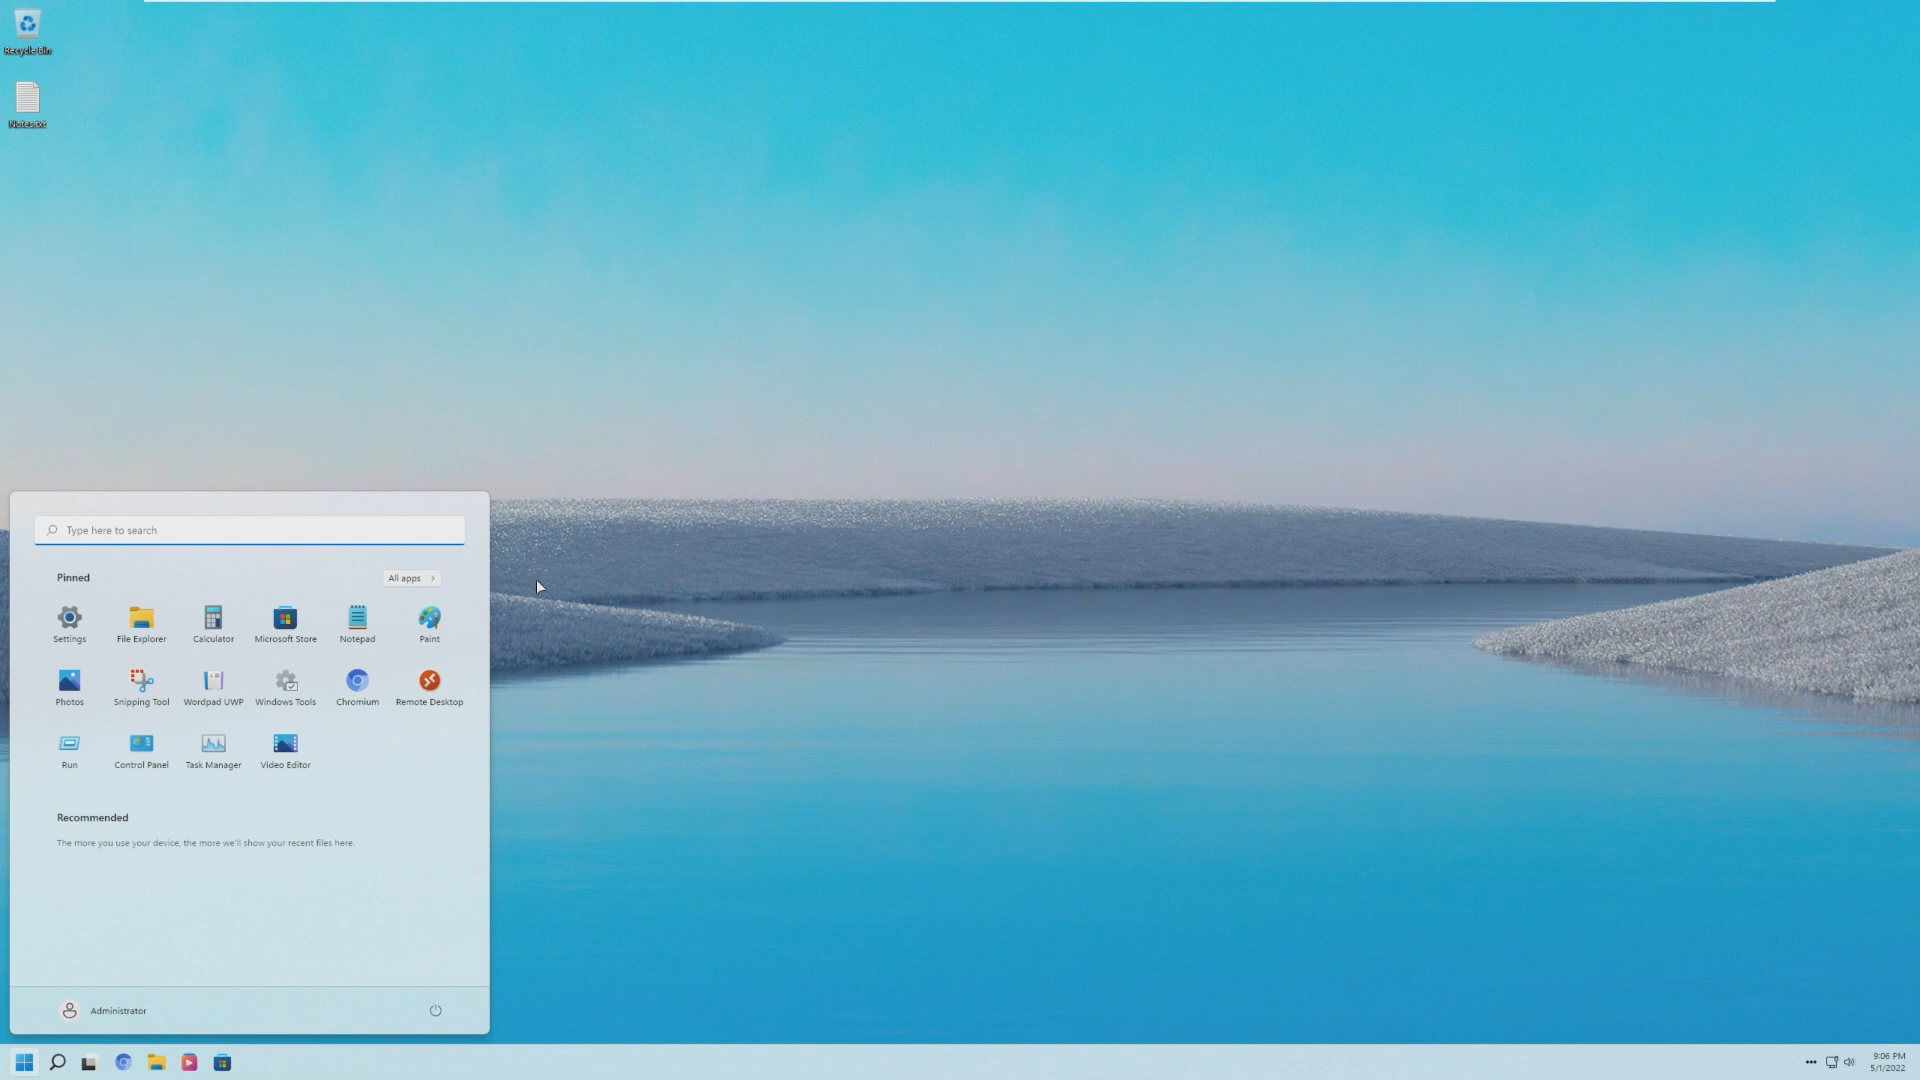 Recycle Bin
Notes.txt
Type here to search
Pinned
All apps
Settings
File Explorer
Calculator
Microsoft Store
Notepad
Paint
Photos
Snipping Tool
Wordpad UWP
Windows Tools
Chromium
Remote Desktop
Run
Control Panel
Task Manager
Video Editor
Recommended
The more you use your device, the more we'll show your recent files here.
Administrator
9:06 PM
5/1/2022